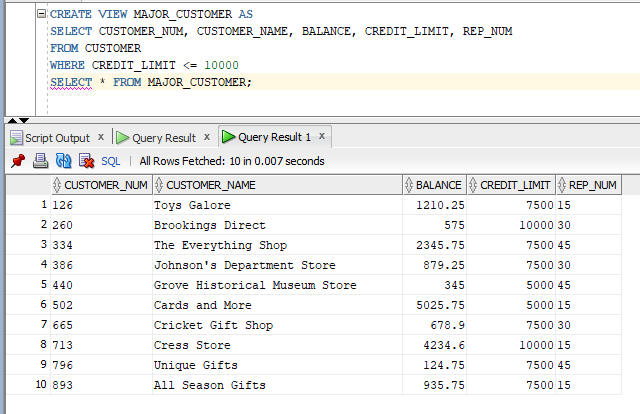 CREATE VIEW MAJOR_CUSTOMER AS
SELECT CUSTOMER_NUM, CUSTOMER_NAME, BALANCE, CREDIT_LIMIT, REP_NUM
FROM CUSTOMER
WHERE CREDIT_LIMIT <= 10000
SELECT * FROM MAJOR_CUSTOMER;
Script Output x Query Result x Query Result 1 x
SQL | All Rows Fetched: 10 in 0.007 seconds
CUSTOMER_NUM CUSTOMER_NAME BALANCE CREDIT_LIMIT REP_NUM
1 126 Toys Galore 1210.25 7500 15
2 260 Brookings Direct 575 10000 30
3 334 The Everything Shop 2345.75 7500 45
4 386 Johnson's Department Store 879.25 7500 30
5 440 Grove Historical Museum Store 345 5000 45
6 502 Cards and More 5025.75 5000 15
7 665 Cricket Gift Shop 678.9 7500 30
8 713 Cress Store 4234.6 10000 15
9 796 Unique Gifts 124.75 7500 45
10 893 All Season Gifts 935.75 7500 15